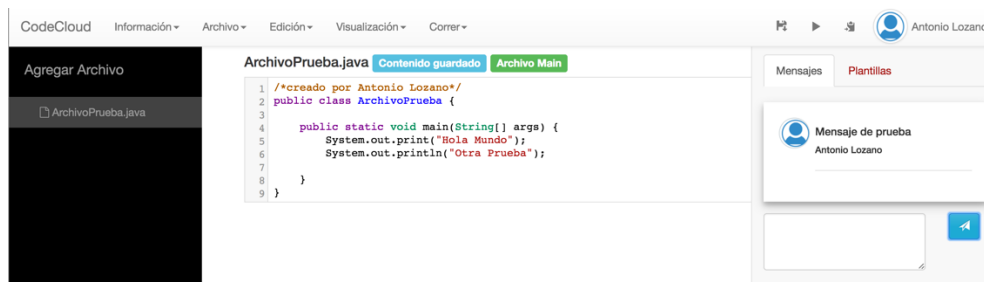 CodeCloud Información Archivo Edición Visualización Correr Antonio Lozano
Agregar Archivo
ArchivoPrueba.java
ArchivoPrueba.java Contenido guardado Archivo Main
1 /*creado por Antonio Lozano*/
2 public class ArchivoPrueba {
3
4 public static void main(String[] args) {
5 System.out.print("Hola Mundo");
6 System.out.println("Otra Prueba");
7
8 }
9 }
Mensajes Plantillas
Mensaje de prueba
Antonio Lozano